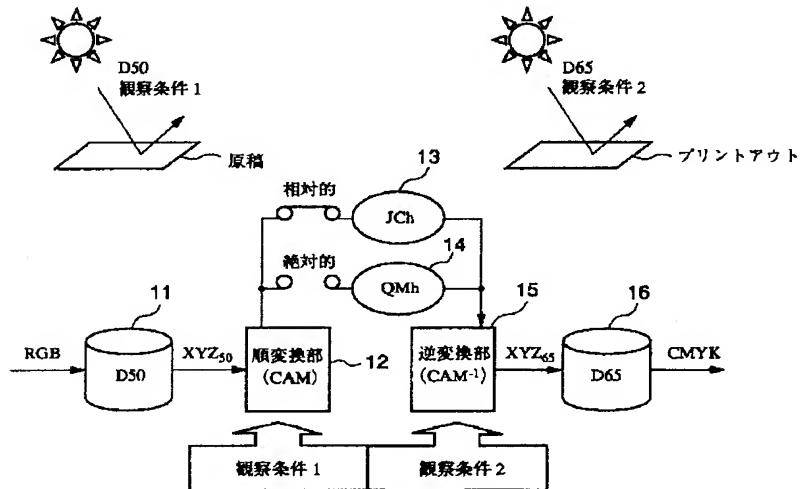 D50
観察条件 1
原稿
D65
観察条件 2
プリントアウト
13
相対的
JCh
14
絶対的
QMh
11
15
16
RGB
D50
XYZ50
順変換部
(CAM)
12
逆変換部
(CAM-1)
XYZ65
D65
CMYK
観察条件 1
観察条件 2